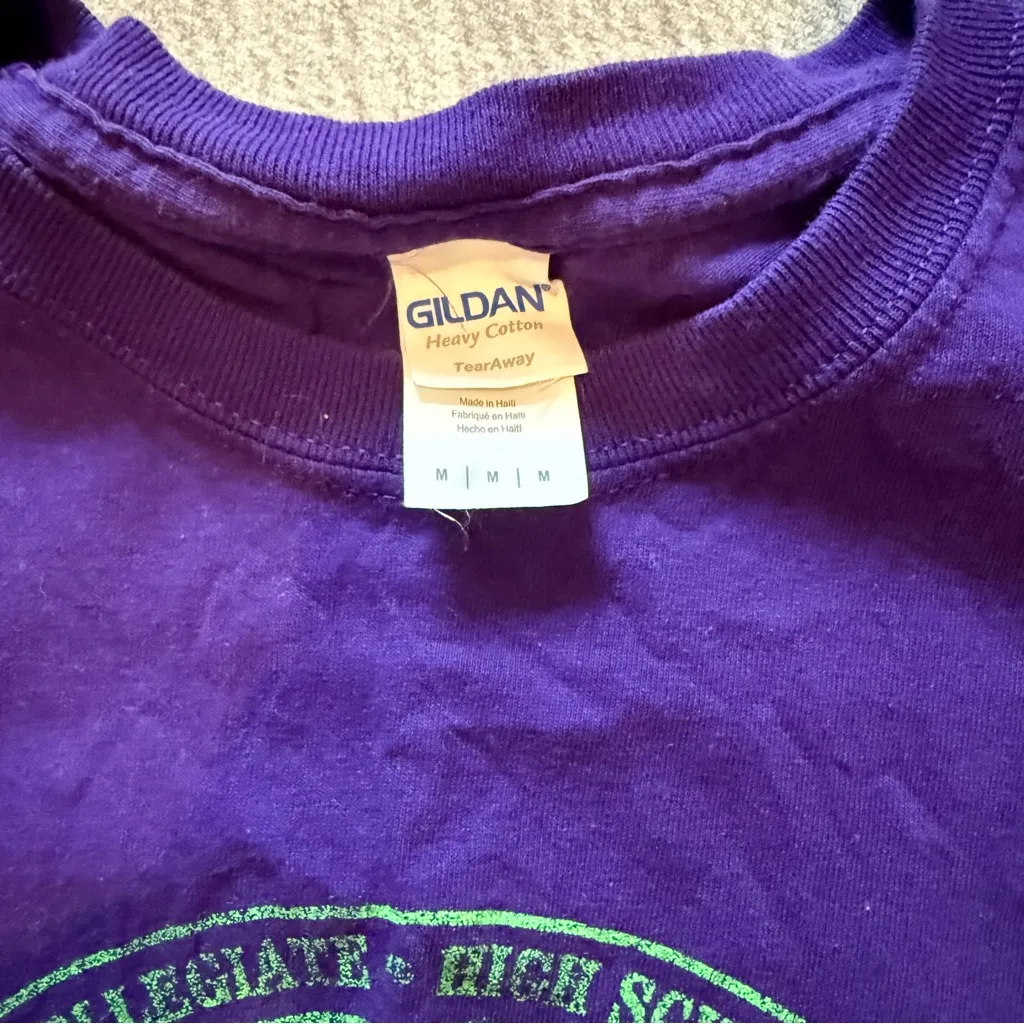 GILDAN®
Heavy Cotton
TearAway
Made in Haiti
Fabriqué en Haïti
Hecho en Haití
M | M | M
LLEGIATE • HIGH SC